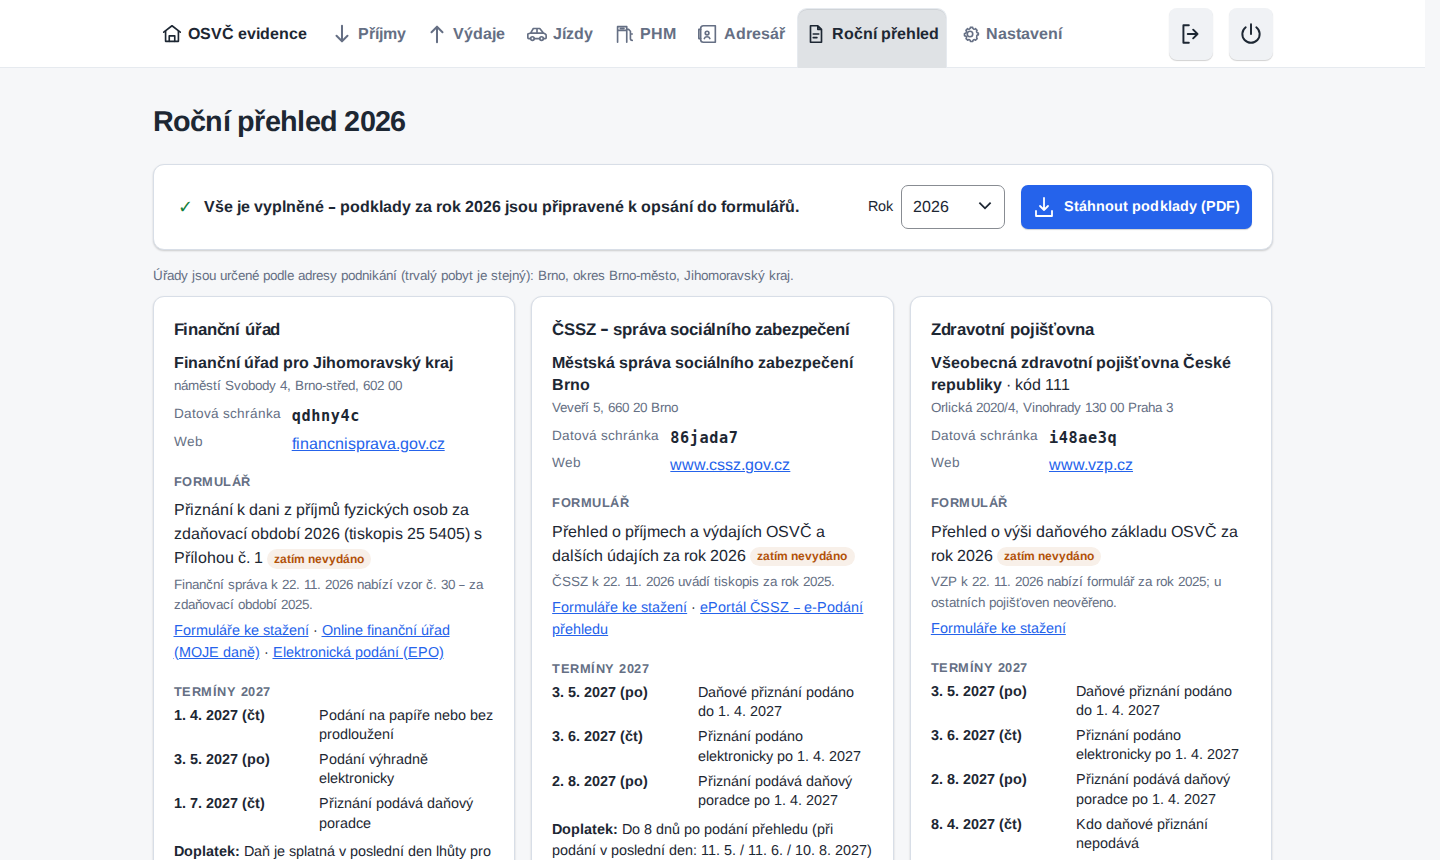 OSVČ evidence
Příjmy
Výdaje
Jízdy
PHM
Adresář
Roční přehled
Nastavení
Roční přehled 2026
✓ Vše je vyplněné – podklady za rok 2026 jsou připravené k opsání do formulářů.
Rok
2026
Stáhnout podklady (PDF)
Úřady jsou určené podle adresy podnikání (trvalý pobyt je stejný): Brno, okres Brno-město, Jihomoravský kraj.
Finanční úřad
Finanční úřad pro Jihomoravský kraj
náměstí Svobody 4, Brno-střed, 602 00
Datová schránka qdhny4c
Web financnisprava.gov.cz
FORMULÁŘ
Přiznání k dani z příjmů fyzických osob za
zdaňovací období 2026 (tiskopis 25 5405) s
Přílohou č. 1 zatím nevydáno
Finanční správa k 22. 11. 2026 nabízí vzor č. 30 – za
zdaňovací období 2025.
Formuláře ke stažení · Online finanční úřad
(MOJE daně) · Elektronická podání (EPO)
TERMÍNY 2027
1. 4. 2027 (čt) Podání na papíře nebo bez
prodloužení
3. 5. 2027 (po) Podání výhradně
elektronicky
1. 7. 2027 (čt) Přiznání podává daňový
poradce
Doplatek: Daň je splatná v poslední den lhůty pro
ČSSZ – správa sociálního zabezpečení
Městská správa sociálního zabezpečení
Brno
Veveří 5, 660 20 Brno
Datová schránka 86jada7
Web www.cssz.gov.cz
FORMULÁŘ
Přehled o příjmech a výdajích OSVČ a
dalších údajích za rok 2026 zatím nevydáno
ČSSZ k 22. 11. 2026 uvádí tiskopis za rok 2025.
Formuláře ke stažení · ePortál ČSSZ – e-Podání
přehledu
TERMÍNY 2027
3. 5. 2027 (po) Daňové přiznání podáno
do 1. 4. 2027
3. 6. 2027 (čt) Přiznání podáno
elektronicky po 1. 4. 2027
2. 8. 2027 (po) Přiznání podává daňový
poradce po 1. 4. 2027
Doplatek: Do 8 dnů po podání přehledu (při
podání v poslední den: 11. 5. / 11. 6. / 10. 8. 2027)
Zdravotní pojišťovna
Všeobecná zdravotní pojišťovna České
republiky · kód 111
Orlická 2020/4, Vinohrady 130 00 Praha 3
Datová schránka i48ae3q
Web www.vzp.cz
FORMULÁŘ
Přehled o výši daňového základu OSVČ za
rok 2026 zatím nevydáno
VZP k 22. 11. 2026 nabízí formulář za rok 2025; u
ostatních pojišťoven neověřeno.
Formuláře ke stažení
TERMÍNY 2027
3. 5. 2027 (po) Daňové přiznání podáno
do 1. 4. 2027
3. 6. 2027 (čt) Přiznání podáno
elektronicky po 1. 4. 2027
2. 8. 2027 (po) Přiznání podává daňový
poradce po 1. 4. 2027
8. 4. 2027 (čt) Kdo daňové přiznání
nepodává